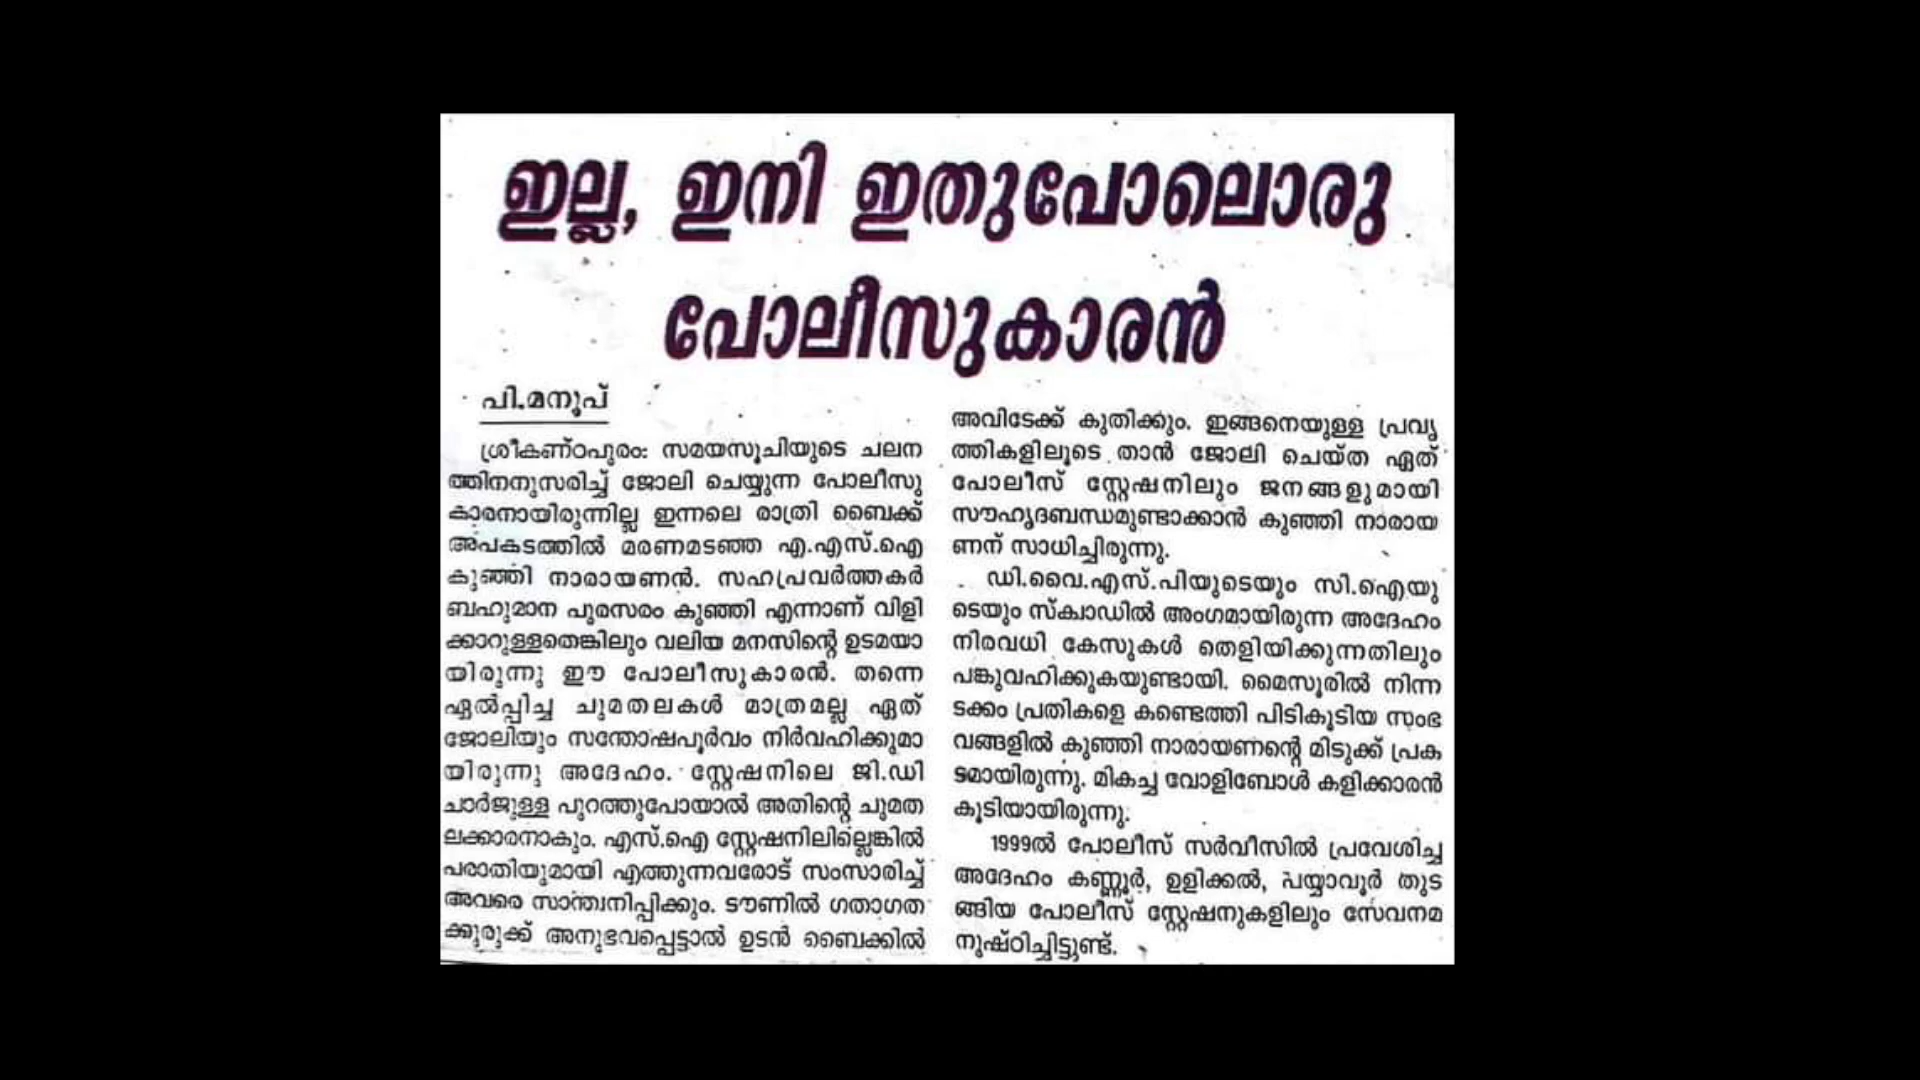 ഇല്ല, ഇനി ഇതുപോലൊരു
പോലീസുകാരൻ
പി.മനൂപ്
ശ്രീകണ്ഠപുരം: സമയസൂചിയുടെ ചലന
ത്തിനനുസരിച്ച് ജോലി ചെയ്യുന്ന പോലീസു
കാരനായിരുന്നില്ല ഇന്നലെ രാത്രി ബൈക്ക്
അപകടത്തിൽ മരണമടഞ്ഞ എ.എസ്.ഐ
കുഞ്ഞി നാരായണൻ. സഹപ്രവർത്തകർ
ബഹുമാന പുരസരം കുഞ്ഞി എന്നാണ് വിളി
ക്കാറുള്ളതെങ്കിലും വലിയ മനസിന്റെ ഉടമയാ
യിരുന്നു ഈ പോലീസുകാരൻ. തന്നെ
ഏൽപ്പിച്ച ചുമതലകൾ മാത്രമല്ല ഏത്
ജോലിയും സന്തോഷപൂർവം നിർവഹിക്കുമാ
യിരുന്നു അദേഹം. സ്റ്റേഷനിലെ ജി.ഡി
ചാർജുള്ള പുറത്തുപോയാൽ അതിന്റെ ചുമത
ലക്കാരനാകും. എസ്.ഐ സ്റ്റേഷനിലില്ലെങ്കിൽ
പരാതിയുമായി എത്തുന്നവരോട് സംസാരിച്ച്
അവരെ സാന്ത്വനിപ്പിക്കും. ടൗണിൽ ഗതാഗത
ക്കുരുക്ക് അനുഭവപ്പെട്ടാൽ ഉടൻ ബൈക്കിൽ
അവിടേക്ക് കുതിക്കും. ഇങ്ങനെയുള്ള പ്രവൃ
ത്തികളിലൂടെ താൻ ജോലി ചെയ്ത ഏത്
പോലീസ് സ്റ്റേഷനിലും ജനങ്ങളുമായി
സൗഹൃദബന്ധമുണ്ടാക്കാൻ കുഞ്ഞി നാരായ
ണന് സാധിച്ചിരുന്നു.
ഡി.വൈ.എസ്.പിയുടെയും സി.ഐയു
ടെയും സ്ക്വാഡിൽ അംഗമായിരുന്ന അദേഹം
നിരവധി കേസുകൾ തെളിയിക്കുന്നതിലും
പങ്കുവഹിക്കുകയുണ്ടായി. മൈസൂരിൽ നിന്ന
ടക്കം പ്രതികളെ കണ്ടെത്തി പിടികൂടിയ സംഭ
വങ്ങളിൽ കുഞ്ഞി നാരായണന്റെ മിടുക്ക് പ്രക
ടമായിരുന്നു. മികച്ച വോളിബോൾ കളിക്കാരൻ
കൂടിയായിരുന്നു.
1999ൽ പോലീസ് സർവീസിൽ പ്രവേശിച്ച
അദേഹം കണ്ണൂർ, ഉളിക്കൽ, പയ്യാവൂർ തുട
ങ്ങിയ പോലീസ് സ്റ്റേഷനുകളിലും സേവനമ
നുഷ്ഠിച്ചിട്ടുണ്ട്.